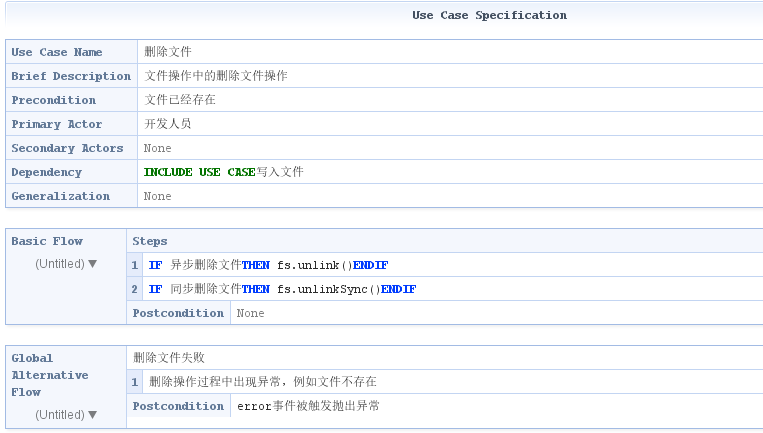 Use Case Specification
Use Case Name 删除文件
Brief Description 文件操作中的删除文件操作
Precondition 文件已经存在
Primary Actor 开发人员
Secondary Actors None
Dependency INCLUDE USE CASE写入文件
Generalization None
Basic Flow Steps
(Untitled) ▼
1 IF 异步删除文件THEN fs.unlink()ENDIF
2 IF 同步删除文件THEN fs.unlinkSync()ENDIF
Postcondition None
Global Alternative Flow 删除文件失败
(Untitled) ▼
1 删除操作过程中出现异常，例如文件不存在
Postcondition error事件被触发抛出异常